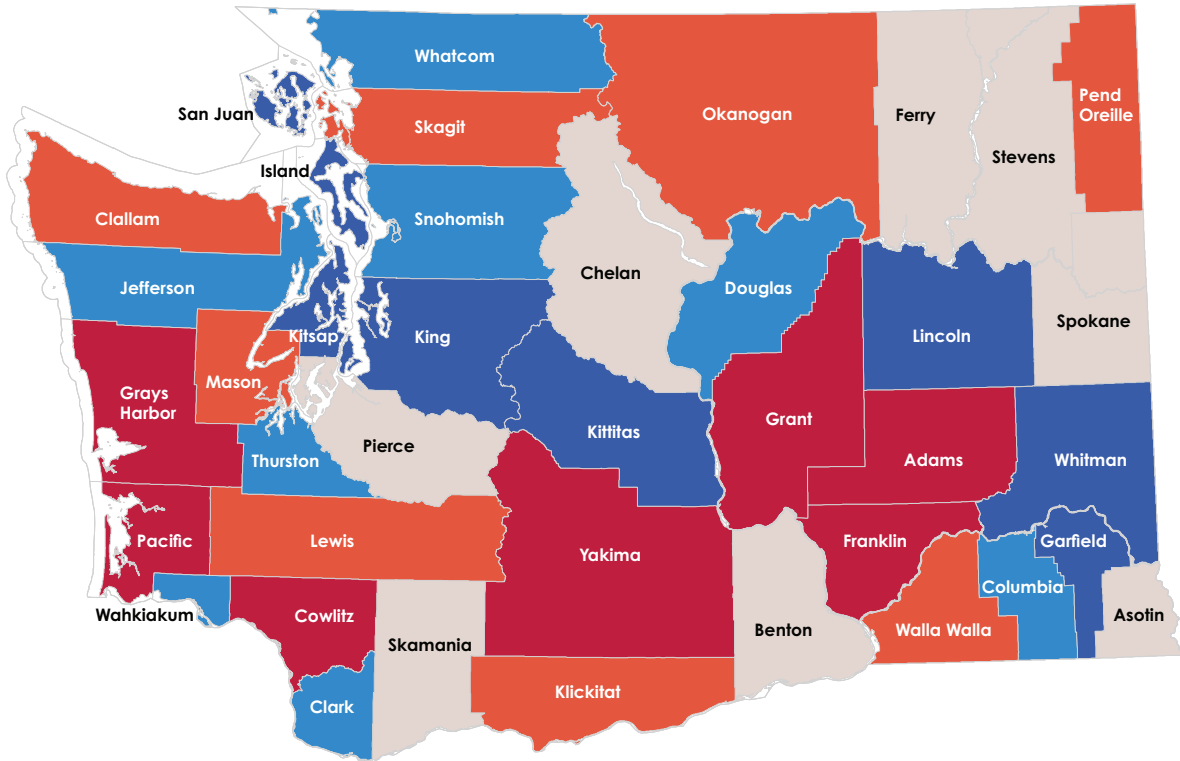 Whatcom
San Juan
Skagit
Okanogan
Ferry
Pend
Oreille
Stevens
Island
Clallam
Snohomish
Chelan
Jefferson
Douglas
Spokane
Kitsap
King
Lincoln
Mason
Grays
Harbor
Grant
Kittitas
Pierce
Thurston
Adams
Whitman
Pacific
Lewis
Yakima
Franklin
Garfield
Columbia
Wahkiakum
Cowlitz
Skamania
Benton
Walla Walla
Asotin
Klickitat
Clark